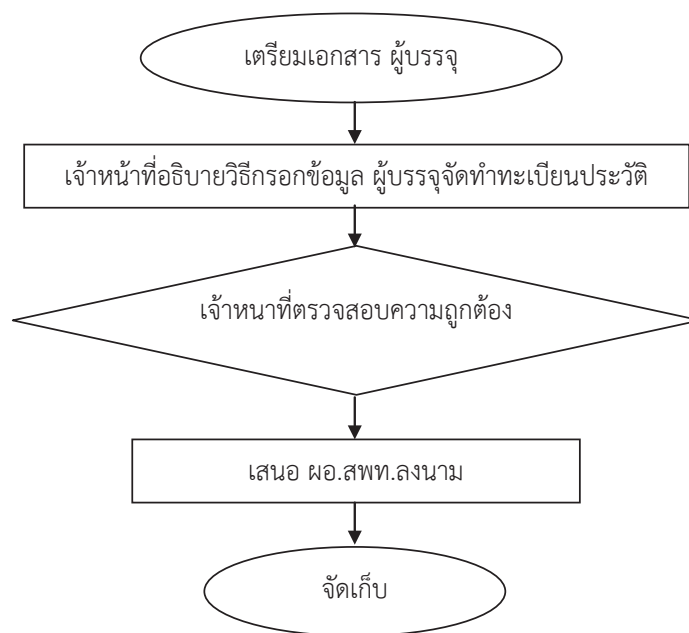 เตรียมเอกสาร ผู้บรรจุ
เจ้าหน้าที่อธิบายวิธีกรอกข้อมูล ผู้บรรจุจัดทำทะเบียนประวัติ
เจ้าหนาที่ตรวจสอบความถูกต้อง
เสนอ ผอ.สพท.ลงนาม
จัดเก็บ